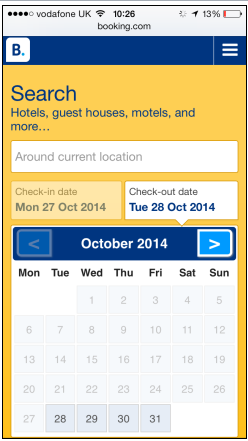 vodafone UK 10:26 13%
booking.com
B.
Search
Hotels, guest houses, motels, and
more...
Around current location
Check-in date Check-out date
Mon 27 Oct 2014 Tue 28 Oct 2014
< October 2014 >
Mon Tue Wed Thu Fri Sat Sun
1 2 3 4 5
6 7 8 9 10 11 12
13 14 15 16 17 18 19
20 21 22 23 24 25 26
27 28 29 30 31